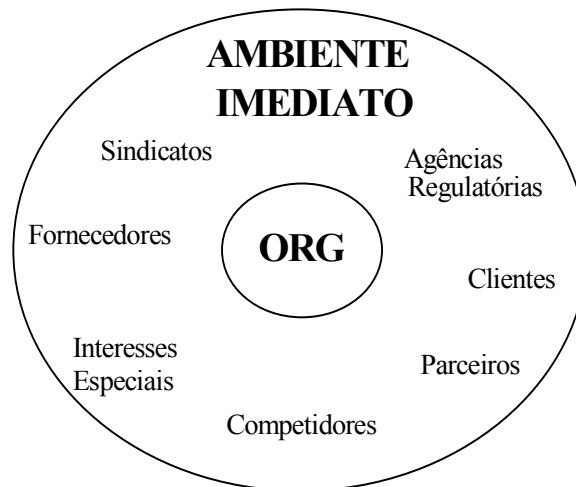 AMBIENTE
IMEDIATO
Sindicatos
Agências
Regulatórias
Fornecedores
ORG
Clientes
Interesses
Especiais
Parceiros
Competidores